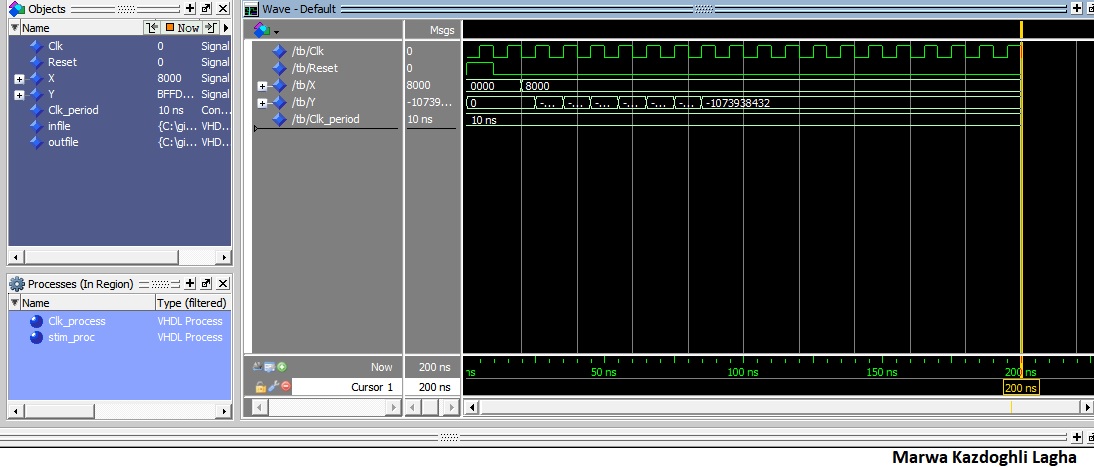 Objects
Name Now
Clk 0 Signal
Reset 0 Signal
X 8000 Signal
Y BFFD... Signal
Clk_period 10 ns Con...
infile {C:\gi... VHD...
outfile {C:\gi... VHD...
Processes (In Region)
Name Type (filtered)
Clk_process VHDL Process
stim_proc VHDL Process
Wave - Default
Msgs
/tb/Clk 0
/tb/Reset 0
/tb/X 8000 0000 8000
/tb/Y -10739... 0 -... -... -... -... -... -... -1073938432
/tb/Clk_period 10 ns 10 ns
Now 200 ns ns 50 ns 100 ns 150 ns 200 ns
Cursor 1 200 ns 200 ns
Marwa Kazdoghli Lagha